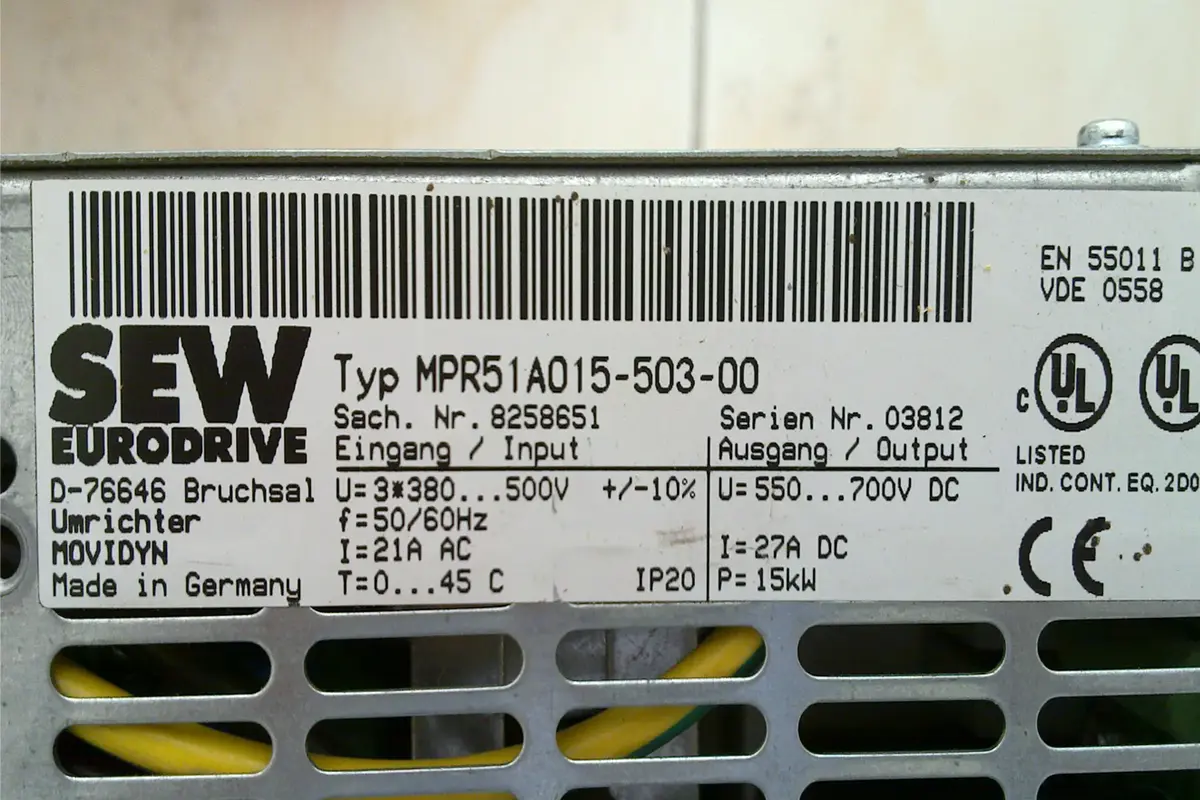 EN 55011 B
VDE 0558
SEW
EURODRIVE
D-76646 Bruchsal
Umrichter
MOVIDYN
Made in Germany
Typ MPR51A015-503-00
Sach. Nr. 8258651
Serien Nr. 03812
Eingang / Input
Ausgang / Output
U=3*380...500V +/-10%
U=550...700V DC
f=50/60Hz
I=21A AC
I=27A DC
T=0...45 C
IP20
P=15kW
c UL
UL
LISTED
IND. CONT. EQ. 2D0
CE